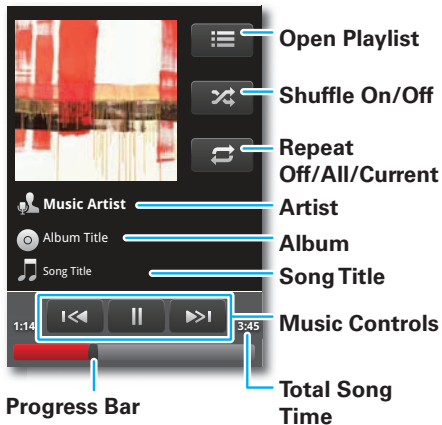 Open Playlist
Shuffle On/Off
Repeat
Off/All/Current
Music Artist
Artist
Album Title
Album
Song Title
Song Title
1:14
3:45
Music Controls
Progress Bar
Total Song
Time